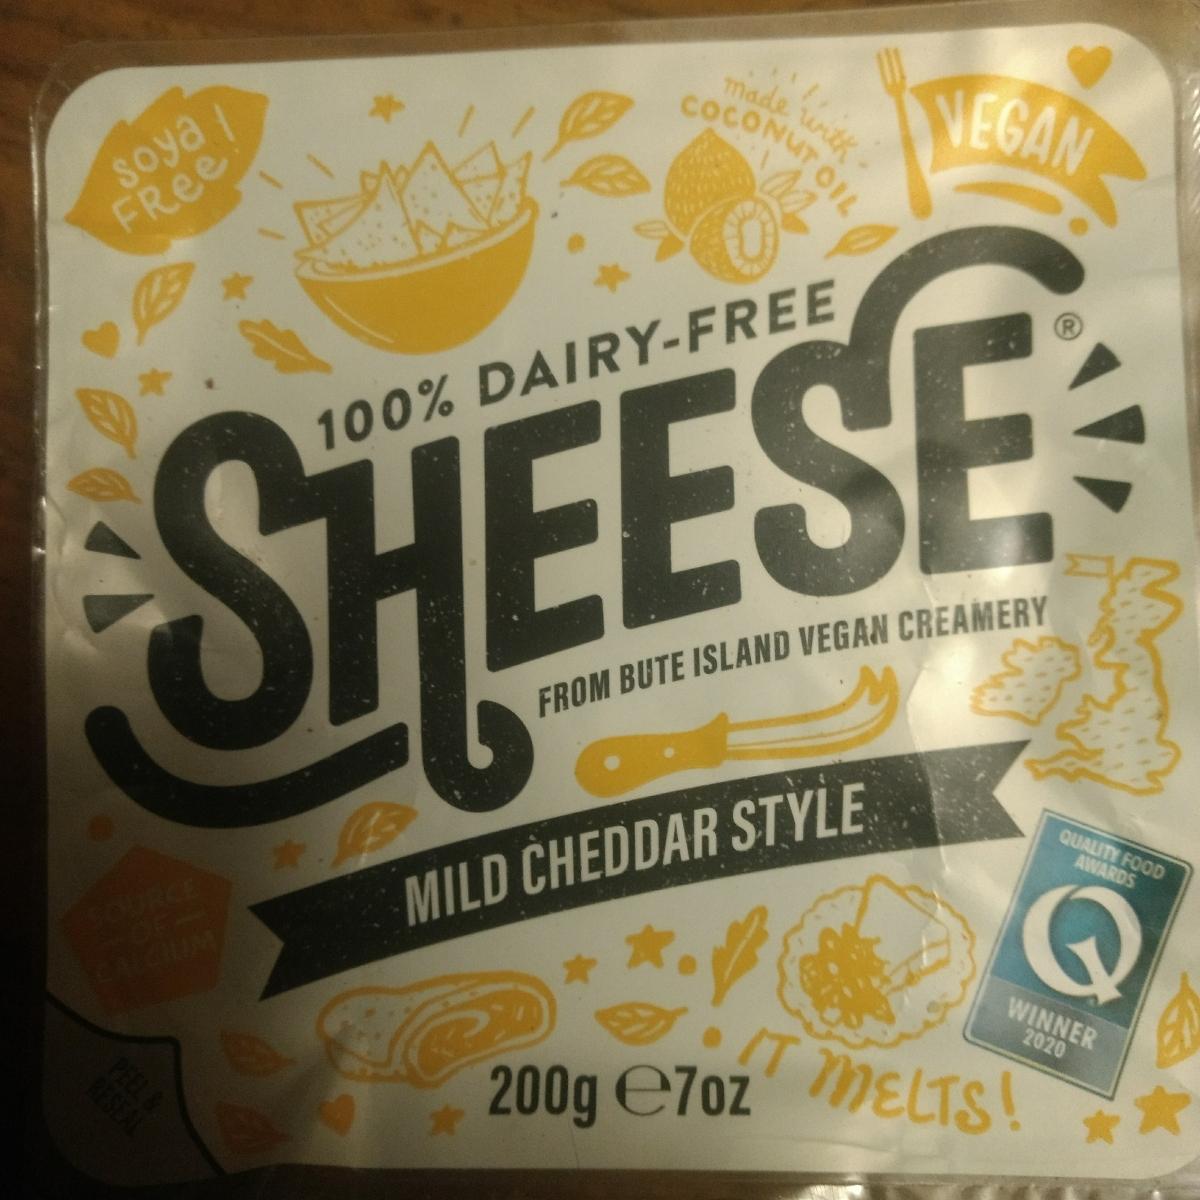 soya
FRee!
made with
COCONUT OIL
VEGAN
100% DAIRY-FREE
SHEESE®
FROM BUTE ISLAND VEGAN CREAMERY
MILD CHEDDAR STYLE
SOURCE
OF
CALCIUM
QUALITY FOOD
AWARDS
Q
WINNER
2020
IT MELTS!
200g ℮ 7oz
PEEL &
RESEAL